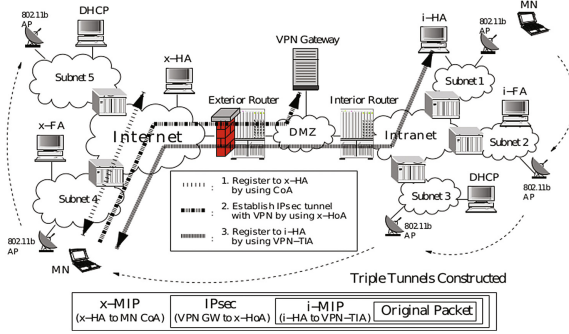 802.11b
AP
DHCP
x-HA
VPN Gateway
i-HA
802.11b
AP
MN
Subnet 5
Subnet 1
i-FA
x-FA
Exterior Router
Interior Router
Internet
DMZ
Intranet
Subnet 2
802.11b
AP
Subnet 4
Subnet 3
DHCP
802.11b
AP
802.11b
AP
MN
: 1. Register to x-HA
by using CoA
: 2. Establish IPsec tunnel
with VPN by using x-HoA
: 3. Register to i-HA
by using VPN-TIA
Triple Tunnels Constructed
x-MIP
(x-HA to MN CoA)
IPsec
(VPN GW to x-HoA)
i-MIP
(i-HA to VPN-TIA)
Original Packet